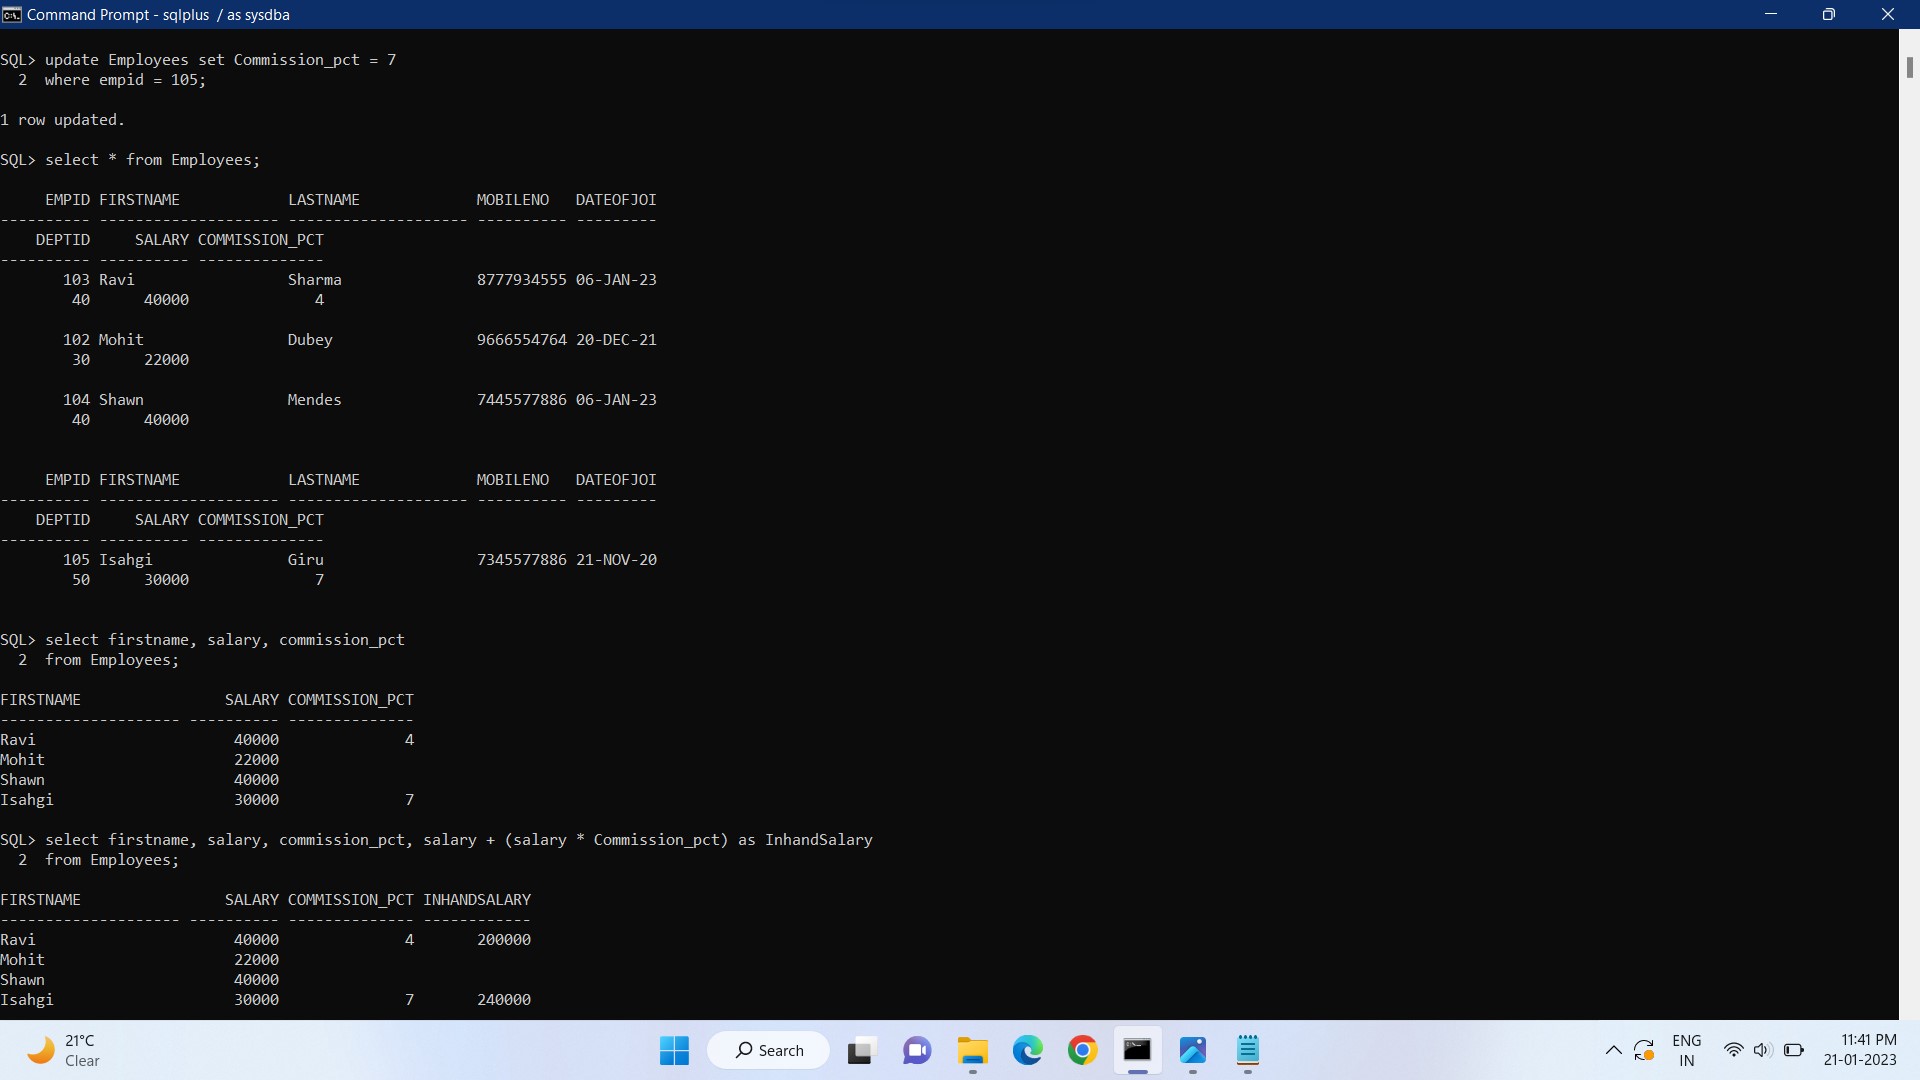 Command Prompt - sqlplus  / as sysdba
SQL> update Employees set Commission_pct = 7
  2  where empid = 105;
1 row updated.
SQL> select * from Employees;
     EMPID FIRSTNAME            LASTNAME             MOBILENO   DATEOFJOI
---------- -------------------- -------------------- ---------- ---------
    DEPTID     SALARY COMMISSION_PCT
---------- ---------- --------------
       103 Ravi                 Sharma               8777934555 06-JAN-23
        40      40000              4
       102 Mohit                Dubey                9666554764 20-DEC-21
        30      22000
       104 Shawn                Mendes               7445577886 06-JAN-23
        40      40000
     EMPID FIRSTNAME            LASTNAME             MOBILENO   DATEOFJOI
---------- -------------------- -------------------- ---------- ---------
    DEPTID     SALARY COMMISSION_PCT
---------- ---------- --------------
       105 Isahgi               Giru                 7345577886 21-NOV-20
        50      30000              7
SQL> select firstname, salary, commission_pct
  2  from Employees;
FIRSTNAME                SALARY COMMISSION_PCT
-------------------- ---------- --------------
Ravi                      40000              4
Mohit                     22000
Shawn                     40000
Isahgi                    30000              7
SQL> select firstname, salary, commission_pct, salary + (salary * Commission_pct) as InhandSalary
  2  from Employees;
FIRSTNAME                SALARY COMMISSION_PCT INHANDSALARY
-------------------- ---------- -------------- ------------
Ravi                      40000              4       200000
Mohit                     22000
Shawn                     40000
Isahgi                    30000              7       240000
21°C
Clear
Search
ENG
IN
11:41 PM
21-01-2023